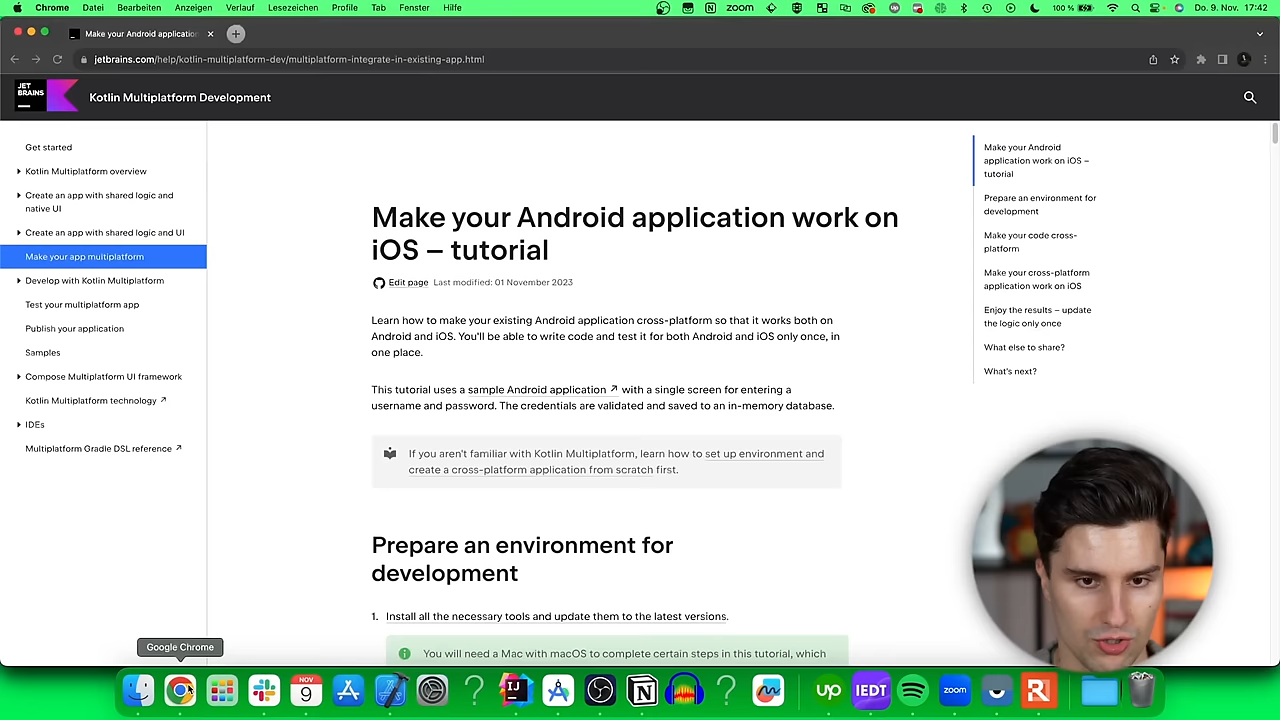 Chrome Datei Bearbeiten Anzeigen Verlauf Lesezeichen Profile Tab Fenster Hilfe zoom 100 % Do. 9. Nov. 17:42
Make your Android application
jetbrains.com/help/kotlin-multiplatform-dev/multiplatform-integrate-in-existing-app.html
JET
BRAINS
Kotlin Multiplatform Development
Get started
Kotlin Multiplatform overview
Create an app with shared logic and
native UI
Create an app with shared logic and UI
Make your app multiplatform
Develop with Kotlin Multiplatform
Test your multiplatform app
Publish your application
Samples
Compose Multiplatform UI framework
Kotlin Multiplatform technology ↗
IDEs
Multiplatform Gradle DSL reference ↗
Make your Android application work on
iOS – tutorial
Edit page Last modified: 01 November 2023
Learn how to make your existing Android application cross-platform so that it works both on
Android and iOS. You'll be able to write code and test it for both Android and iOS only once, in
one place.
This tutorial uses a sample Android application ↗ with a single screen for entering a
username and password. The credentials are validated and saved to an in-memory database.
If you aren't familiar with Kotlin Multiplatform, learn how to set up environment and
create a cross-platform application from scratch first.
Prepare an environment for
development
1. Install all the necessary tools and update them to the latest versions.
You will need a Mac with macOS to complete certain steps in this tutorial, which
Make your Android
application work on iOS –
tutorial
Prepare an environment for
development
Make your code cross-
platform
Make your cross-platform
application work on iOS
Enjoy the results – update
the logic only once
What else to share?
What's next?
Google Chrome
NOV
9
IJ
UP
IEDT
zoom
R